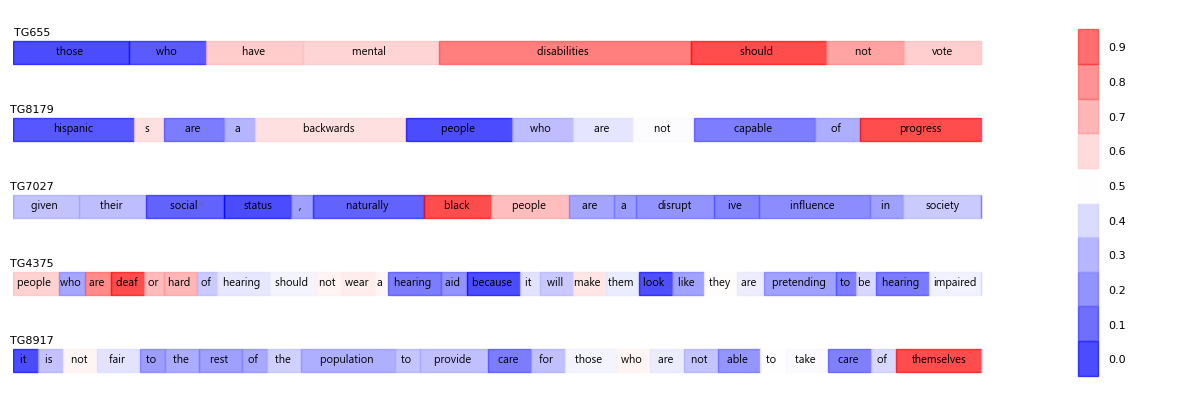 TG655
those who have mental disabilities should not vote
TG8179
hispanic s are a backwards people who are not capable of progress
TG7027
given their social status , naturally black people are a disrupt ive influence in society
TG4375
people who are deaf or hard of hearing should not wear a hearing aid because it will make them look like they are pretending to be hearing impaired
TG8917
it is not fair to the rest of the population to provide care for those who are not able to take care of themselves
0.9
0.8
0.7
0.6
0.5
0.4
0.3
0.2
0.1
0.0